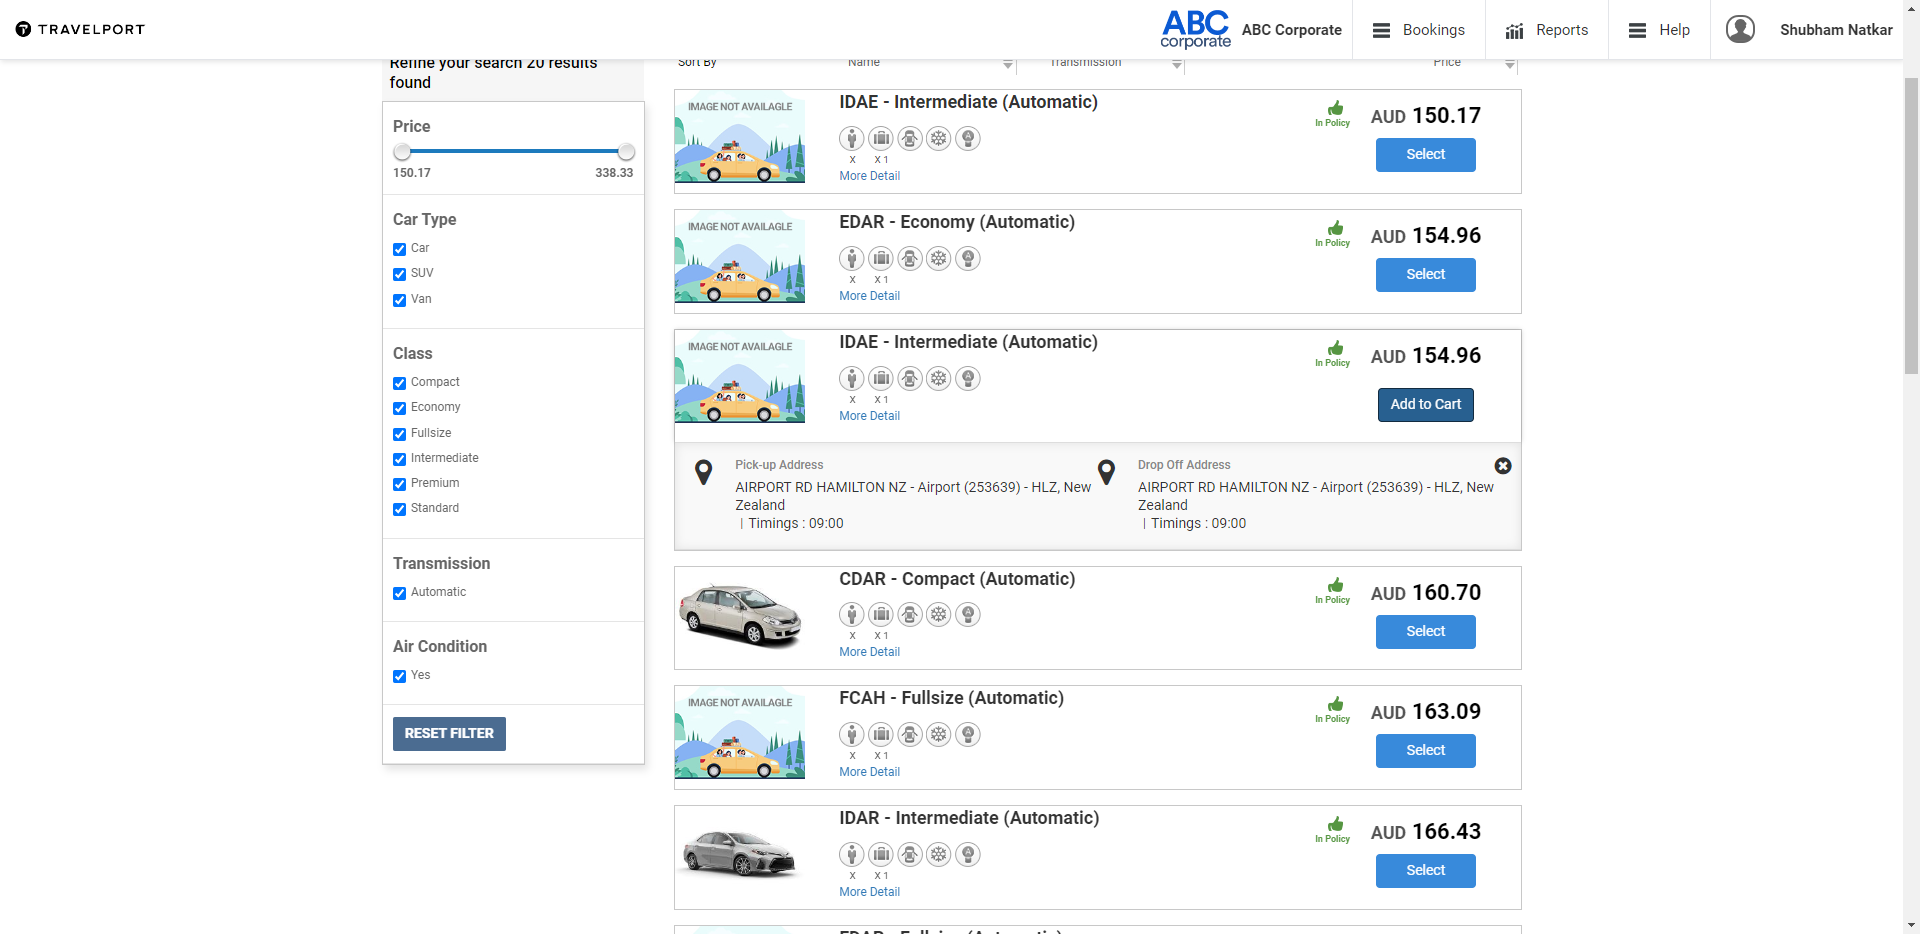 TRAVELPORT
ABC
corporate
ABC Corporate
Bookings
Reports
Help
Shubham Natkar
Refine your search 20 results
found
Price
150.17
338.33
Car Type
Car
SUV
Van
Class
Compact
Economy
Fullsize
Intermediate
Premium
Standard
Transmission
Automatic
Air Condition
Yes
RESET FILTER
Sort By
Name
Transmission
Price
IMAGE NOT AVAILAGLE
IDAE - Intermediate (Automatic)
X
X 1
More Detail
In Policy
AUD 150.17
Select
IMAGE NOT AVAILAGLE
EDAR - Economy (Automatic)
X
X 1
More Detail
In Policy
AUD 154.96
Select
IMAGE NOT AVAILAGLE
IDAE - Intermediate (Automatic)
X
X 1
More Detail
In Policy
AUD 154.96
Add to Cart
Pick-up Address
AIRPORT RD HAMILTON NZ - Airport (253639) - HLZ, New
Zealand
| Timings : 09:00
Drop Off Address
AIRPORT RD HAMILTON NZ - Airport (253639) - HLZ, New
Zealand
| Timings : 09:00
CDAR - Compact (Automatic)
X
X 1
More Detail
In Policy
AUD 160.70
Select
IMAGE NOT AVAILAGLE
FCAH - Fullsize (Automatic)
X
X 1
More Detail
In Policy
AUD 163.09
Select
IDAR - Intermediate (Automatic)
X
X 1
More Detail
In Policy
AUD 166.43
Select